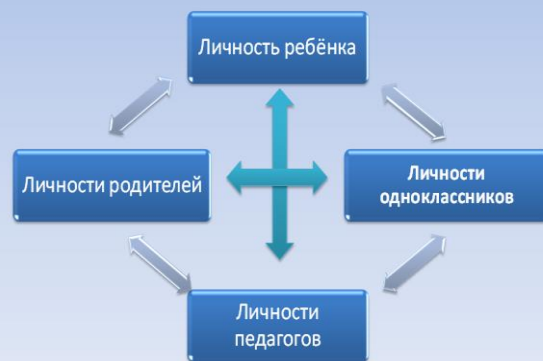 Личность ребёнка
Личности родителей
Личности
одноклассников
Личности
педагогов